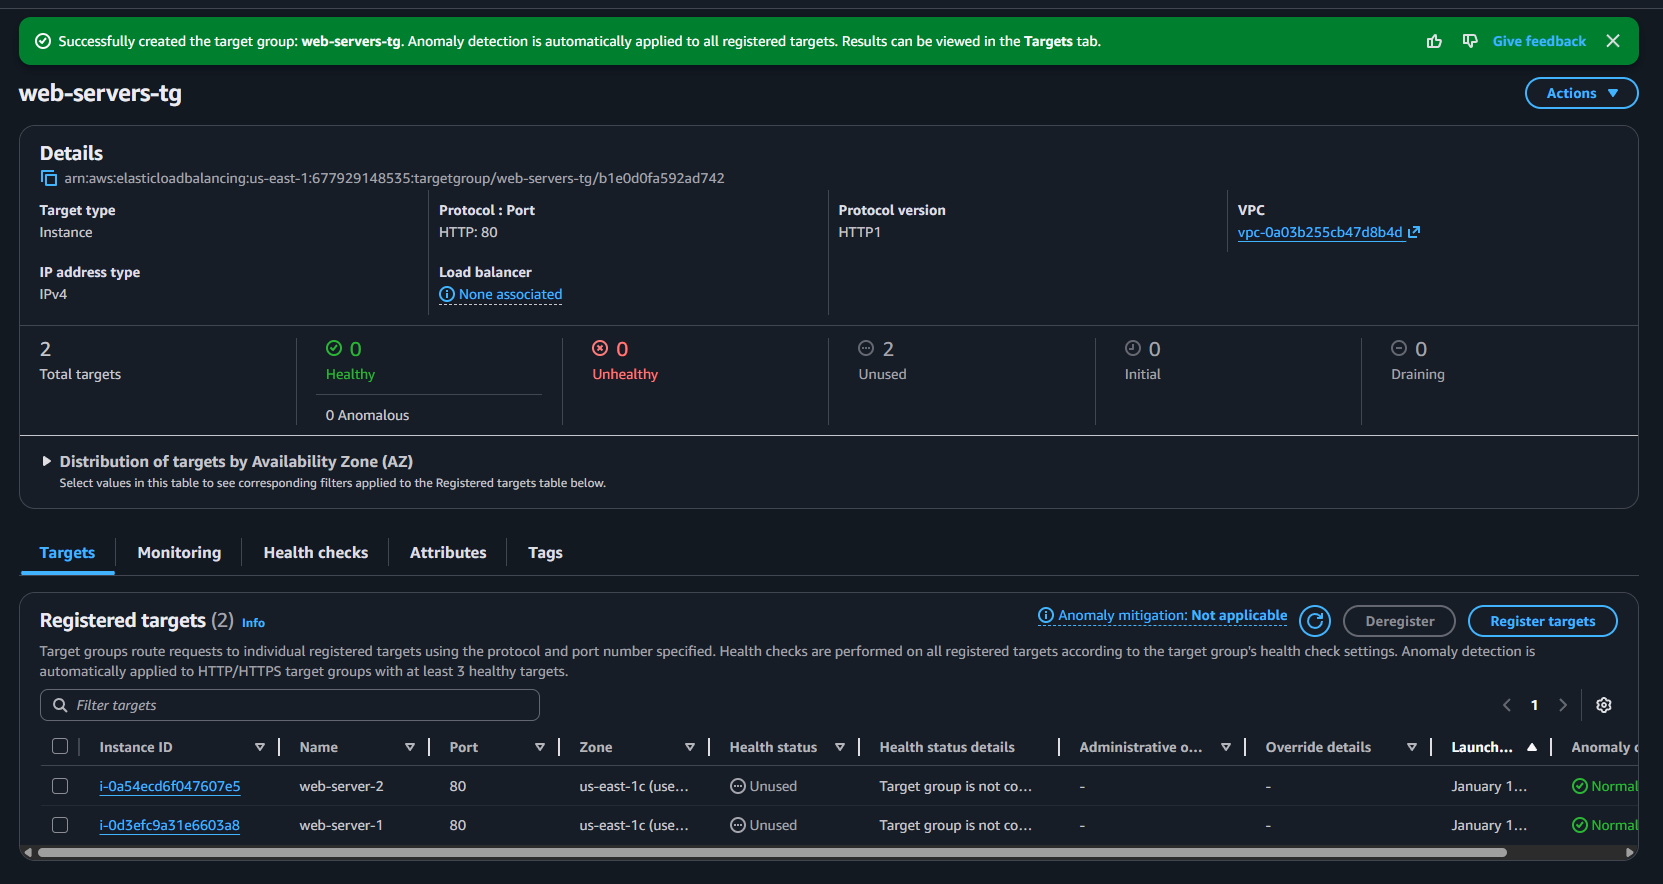 Successfully created the target group: web-servers-tg. Anomaly detection is automatically applied to all registered targets. Results can be viewed in the Targets tab.
Give feedback
web-servers-tg
Actions
Details
arn:aws:elasticloadbalancing:us-east-1:677929148535:targetgroup/web-servers-tg/b1e0d0fa592ad742
Target type
Instance
Protocol : Port
HTTP: 80
Protocol version
HTTP1
VPC
vpc-0a03b255cb47d8b4d
IP address type
IPv4
Load balancer
None associated
2
Total targets
0
Healthy
0 Anomalous
0
Unhealthy
2
Unused
0
Initial
0
Draining
Distribution of targets by Availability Zone (AZ)
Select values in this table to see corresponding filters applied to the Registered targets table below.
Targets Monitoring Health checks Attributes Tags
Registered targets (2) Info
Anomaly mitigation: Not applicable
Deregister
Register targets
Target groups route requests to individual registered targets using the protocol and port number specified. Health checks are performed on all registered targets according to the target group's health check settings. Anomaly detection is
automatically applied to HTTP/HTTPS target groups with at least 3 healthy targets.
Filter targets
1
Instance ID Name Port Zone Health status Health status details Administrative o... Override details Launch... Anomaly
i-0a54ecd6f047607e5 web-server-2 80 us-east-1c (use... Unused Target group is not co... - - January 1... Normal
i-0d3efc9a31e6603a8 web-server-1 80 us-east-1c (use... Unused Target group is not co... - - January 1... Normal